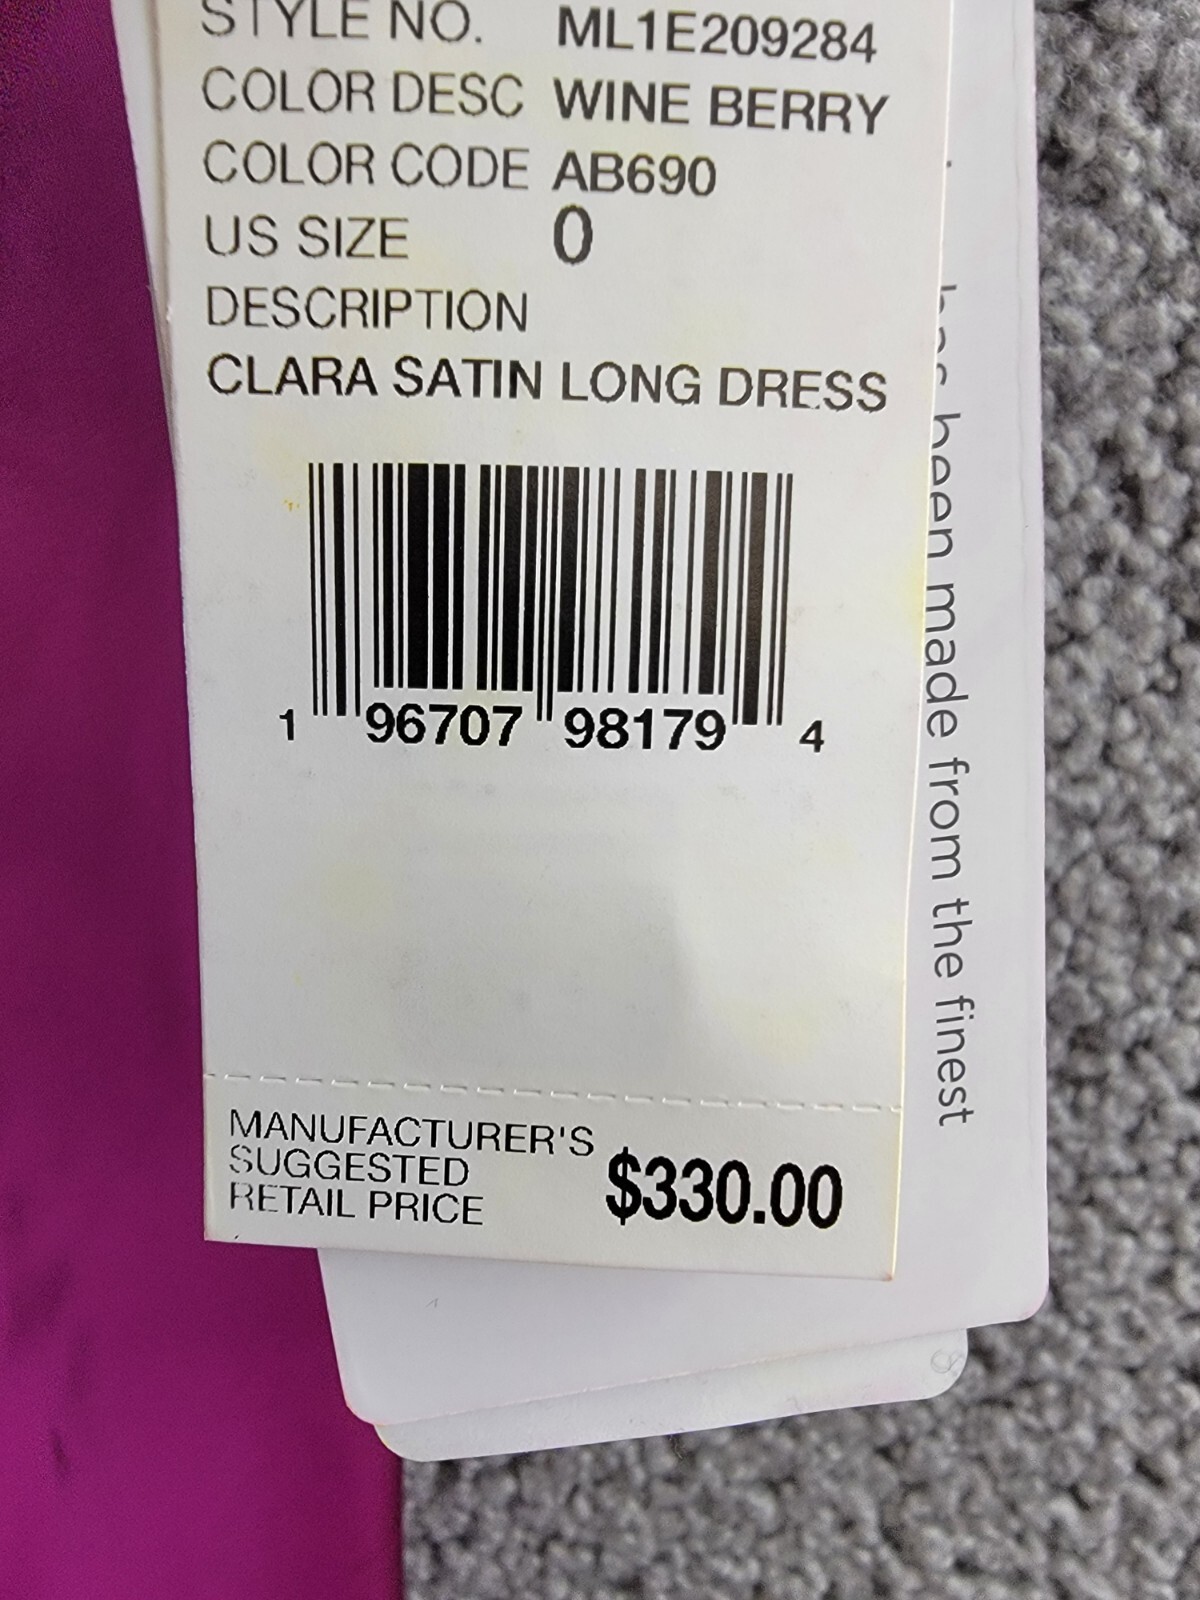 STYLE NO. ML1E209284
COLOR DESC WINE BERRY
COLOR CODE AB690
US SIZE 0
DESCRIPTION
CLARA SATIN LONG DRESS
1 96707 98179 4
MANUFACTURER'S
SUGGESTED
RETAIL PRICE
$330.00
has been made from the finest